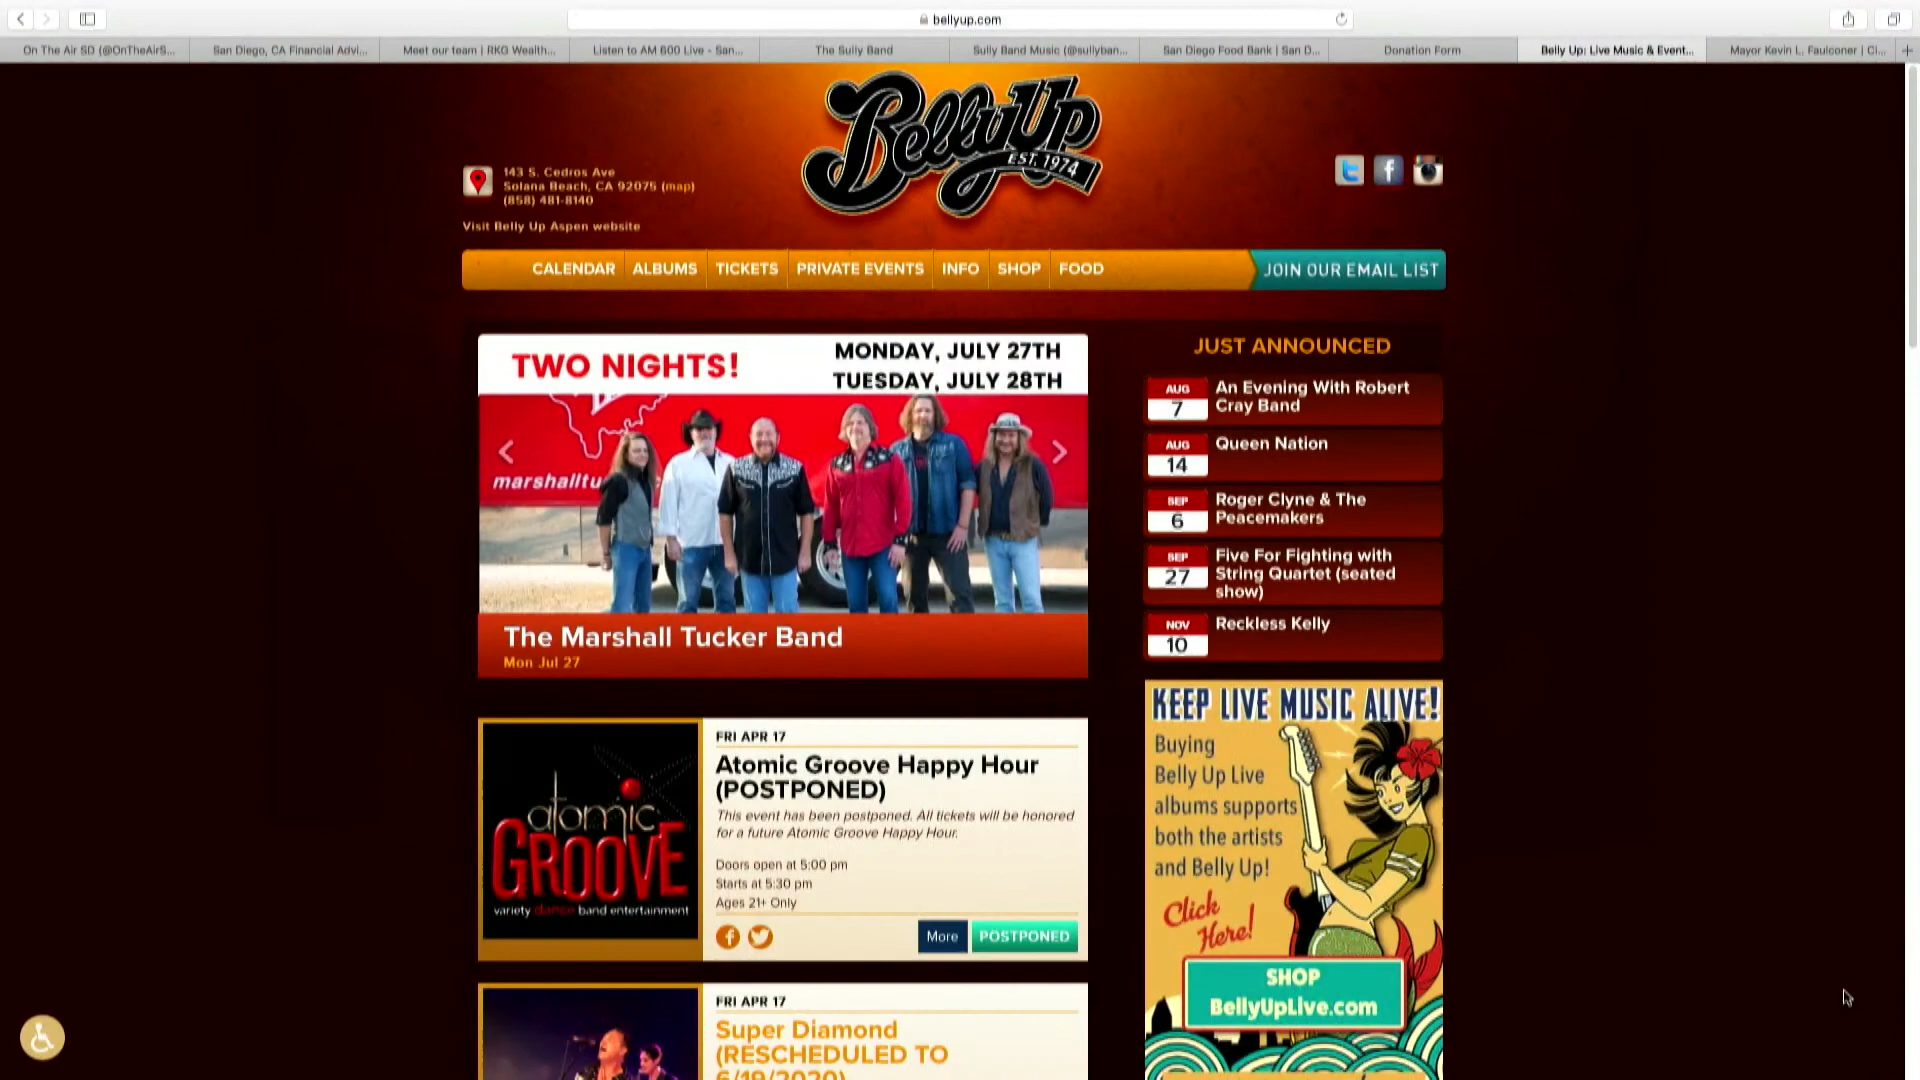 bellyup.com
On The Air SD (@OnTheAirS...
San Diego, CA Financial Advi...
Meet our team | RKG Wealth...
Listen to AM 600 Live - San...
The Sully Band
Sully Band Music (@sullyban...
San Diego Food Bank | San D...
Donation Form
Belly Up: Live Music & Event...
Mayor Kevin L. Faulconer | Ci...
BellyUp
EST. 1974
143 S. Cedros Ave
Solana Beach, CA 92075 (map)
(858) 481-8140
Visit Belly Up Aspen website
CALENDAR ALBUMS TICKETS PRIVATE EVENTS INFO SHOP FOOD JOIN OUR EMAIL LIST
TWO NIGHTS!
MONDAY, JULY 27TH
TUESDAY, JULY 28TH
marshalltu
The Marshall Tucker Band
Mon Jul 27
JUST ANNOUNCED
AUG 7
An Evening With Robert
Cray Band
AUG 14
Queen Nation
SEP 6
Roger Clyne & The
Peacemakers
SEP 27
Five For Fighting with
String Quartet (seated
show)
NOV 10
Reckless Kelly
atomic
GROOVE
variety dance band entertainment
FRI APR 17
Atomic Groove Happy Hour
(POSTPONED)
This event has been postponed. All tickets will be honored
for a future Atomic Groove Happy Hour.
Doors open at 5:00 pm
Starts at 5:30 pm
Ages 21+ Only
More
POSTPONED
FRI APR 17
Super Diamond
(RESCHEDULED TO
6/19/2020)
KEEP LIVE MUSIC ALIVE!
Buying
Belly Up Live
albums supports
both the artists
and Belly Up!
Click
Here!
SHOP
BellyUpLive.com